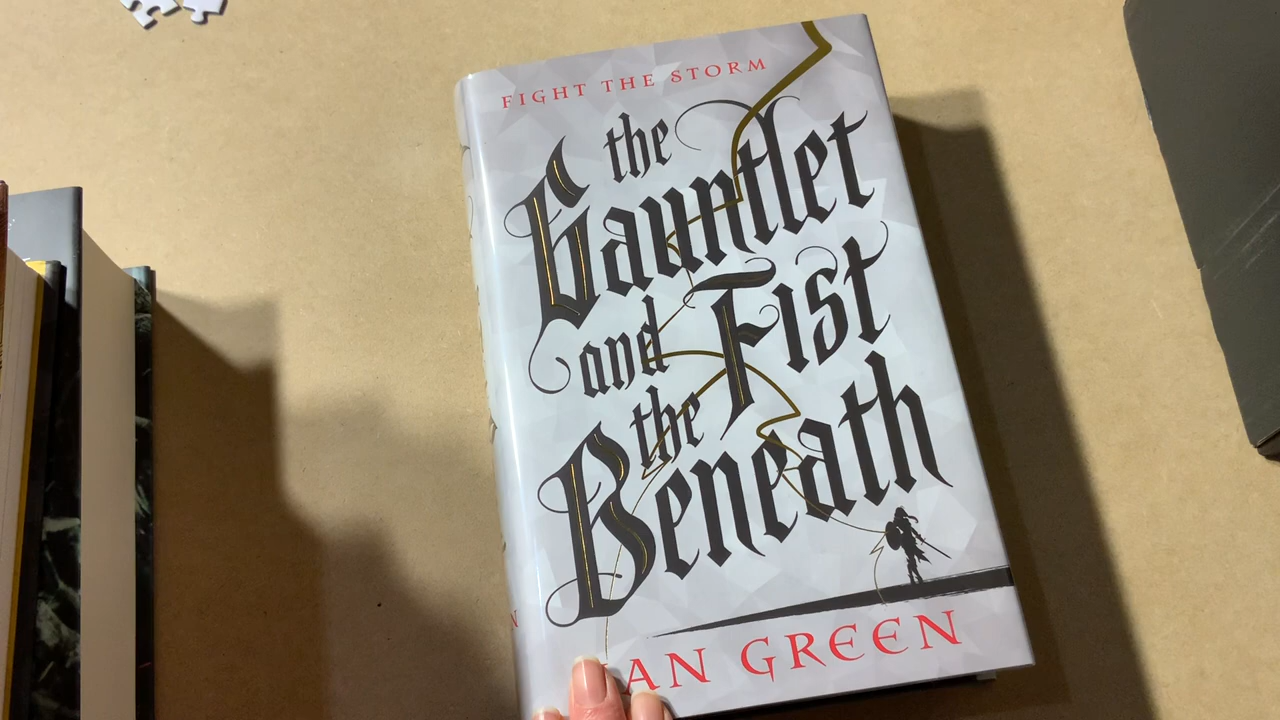 FIGHT THE STORM
the
Gauntlet
and Fist
the
Beneath
AN GREEN
N